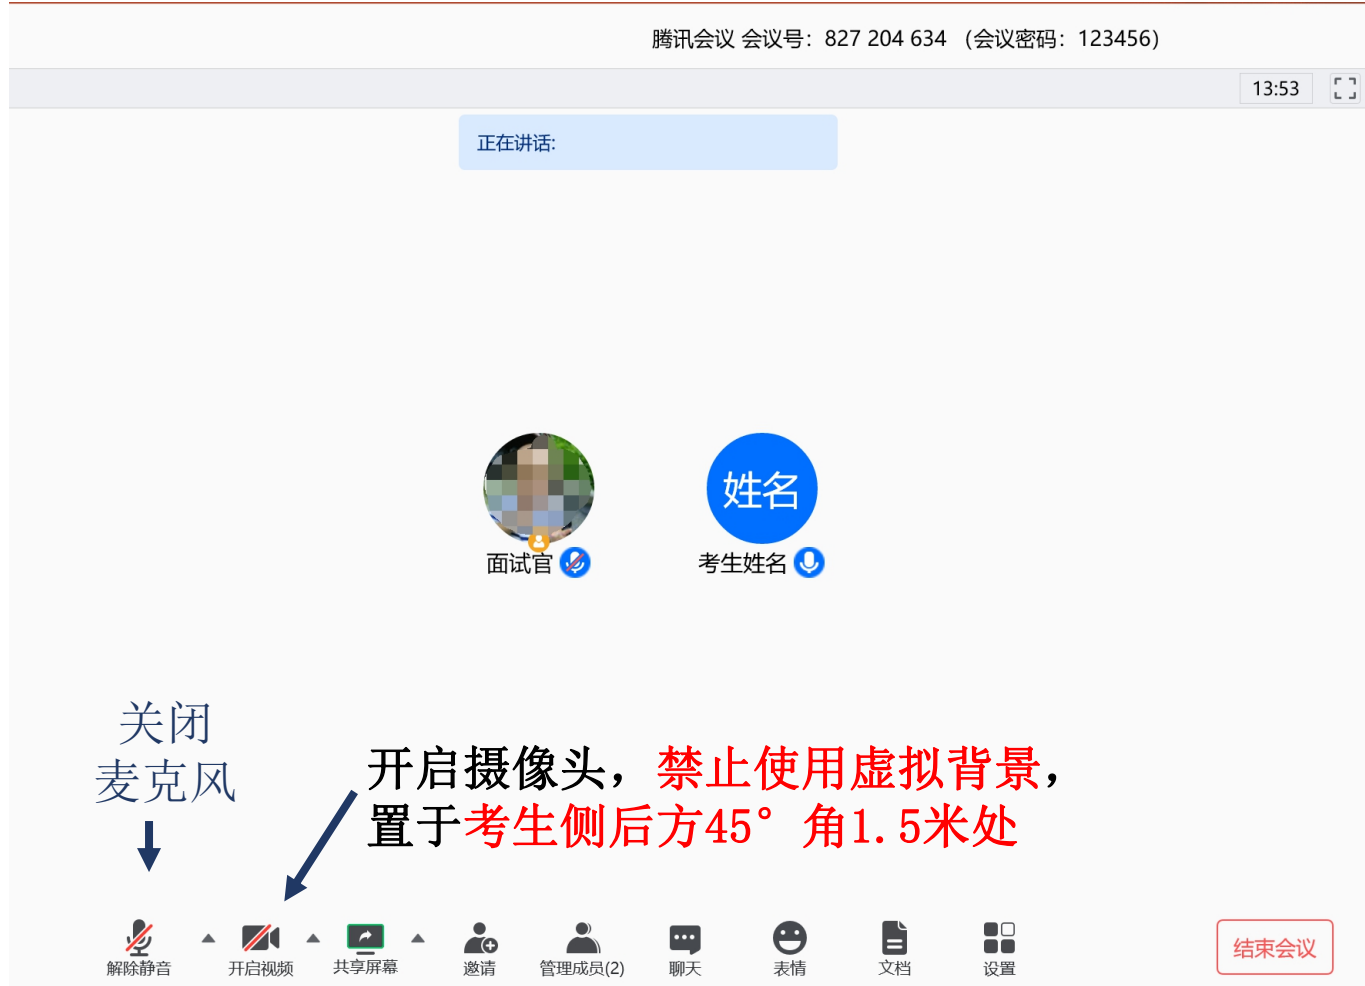 腾讯会议 会议号：827 204 634 （会议密码：123456）
13:53
正在讲话:
姓名
面试官
考生姓名
关闭
麦克风
开启摄像头，禁止使用虚拟背景，
置于考生侧后方45°角1.5米处
解除静音
开启视频
共享屏幕
邀请
管理成员(2)
聊天
表情
文档
设置
结束会议